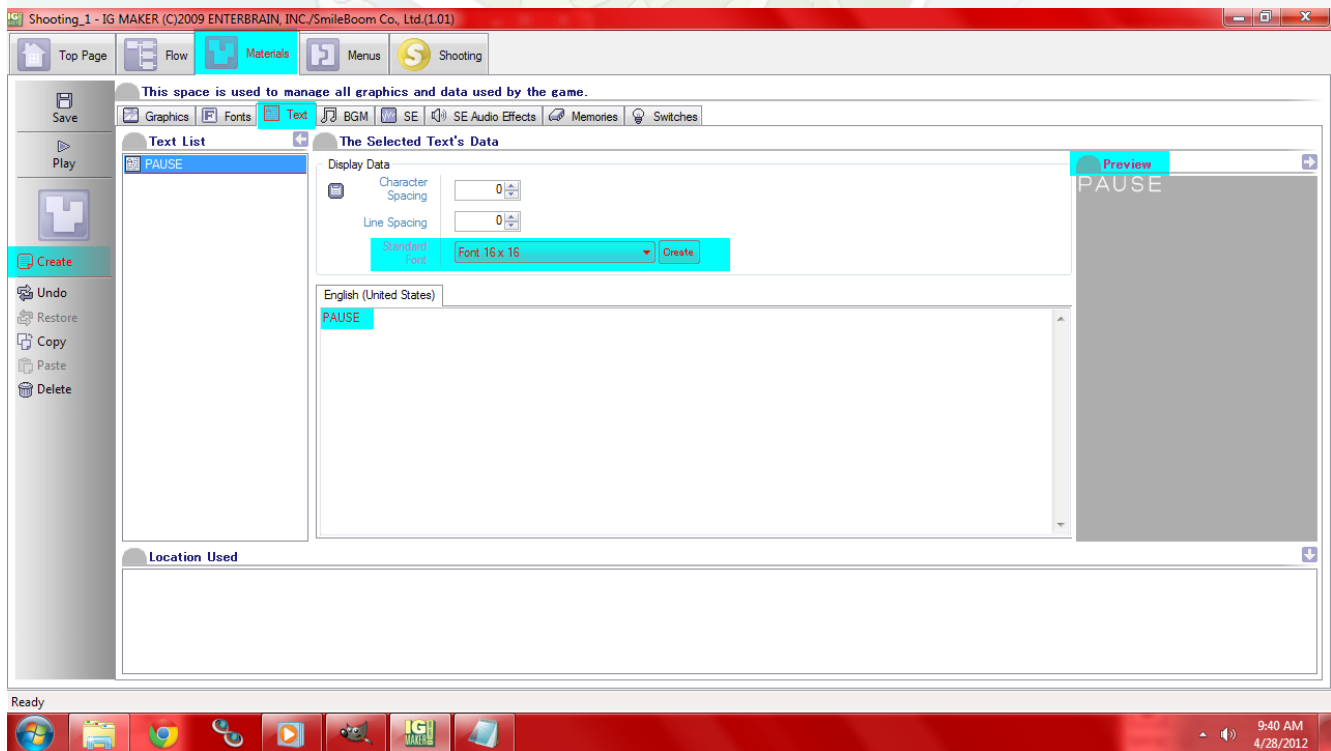 Shooting_1 - IG MAKER (C)2009 ENTERBRAIN, INC./SmileBoom Co., Ltd.(1.01)
Top Page
Flow
Materials
Menus
Shooting
Save
Play
Create
Undo
Restore
Copy
Paste
Delete
This space is used to manage all graphics and data used by the game.
Graphics
Fonts
Text
BGM
SE
SE Audio Effects
Memories
Switches
Text List
PAUSE
The Selected Text's Data
Display Data
Character
Spacing
0
Line Spacing
0
Standard
Font
Font 16 x 16
Create
English (United States)
PAUSE
Preview
PAUSE
Location Used
Ready
IG
MAKER
9:40 AM
4/28/2012